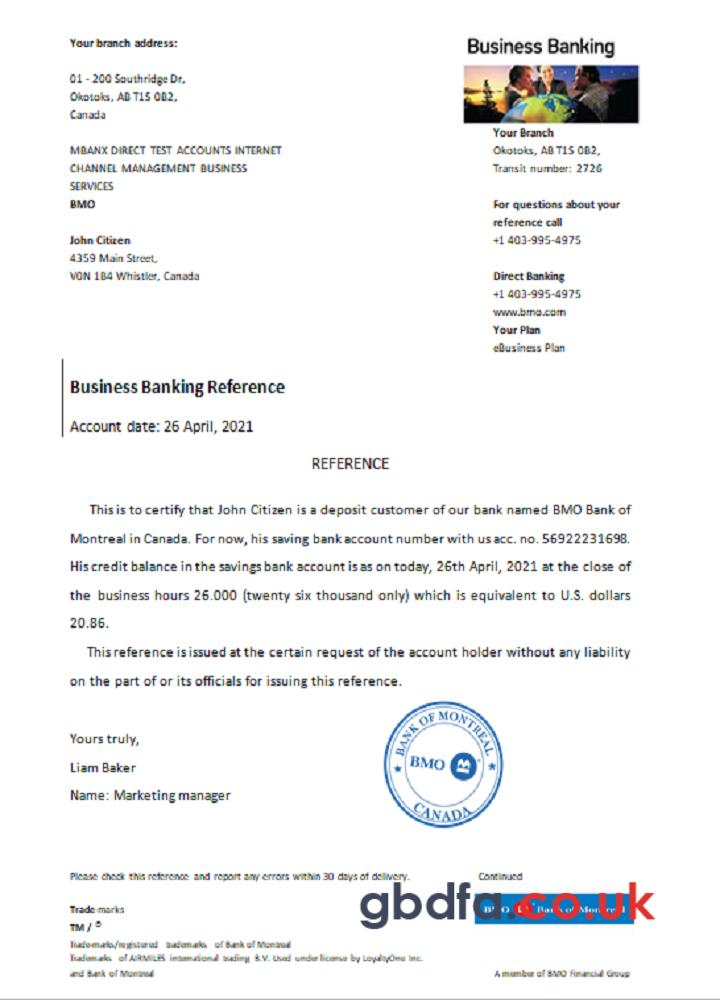 Your branch address:
01 - 200 Southridge Dr,
Okotoks, AB T1S 0B2,
Canada
MBANX DIRECT TEST ACCOUNTS INTERNET
CHANNEL MANAGEMENT BUSINESS
SERVICES
BMO
John Citizen
4359 Main Street,
V0N 1B4 Whistler, Canada
Business Banking
Your Branch
Okotoks, AB T1S 0B2,
Transit number: 2726
For questions about your
reference call
+1 403-995-4975
Direct Banking
+1 403-995-4975
www.bmo.com
Your Plan
eBusiness Plan
Business Banking Reference
Account date: 26 April, 2021
REFERENCE
This is to certify that John Citizen is a deposit customer of our bank named BMO Bank of
Montreal in Canada. For now, his saving bank account number with us acc. no. 56922231698.
His credit balance in the savings bank account is as on today, 26th April, 2021 at the close of
the business hours 26.000 (twenty six thousand only) which is equivalent to U.S. dollars
20.86.
This reference is issued at the certain request of the account holder without any liability
on the part of or its officials for issuing this reference.
Yours truly,
Liam Baker
Name: Marketing manager
BANK OF MONTREAL
BMO
CANADA
Please check this reference and report any errors within 30 days of delivery.
Continued
gbdfa.co.uk
BMO Bank of Montreal
Trade-marks
TM / ®
Trade-marks/registered trademarks of Bank of Montreal
Trademarks of AIRMILES international trading B.V. Used under license by LoyaltyOne Inc.
and Bank of Montreal
A member of BMO Financial Group